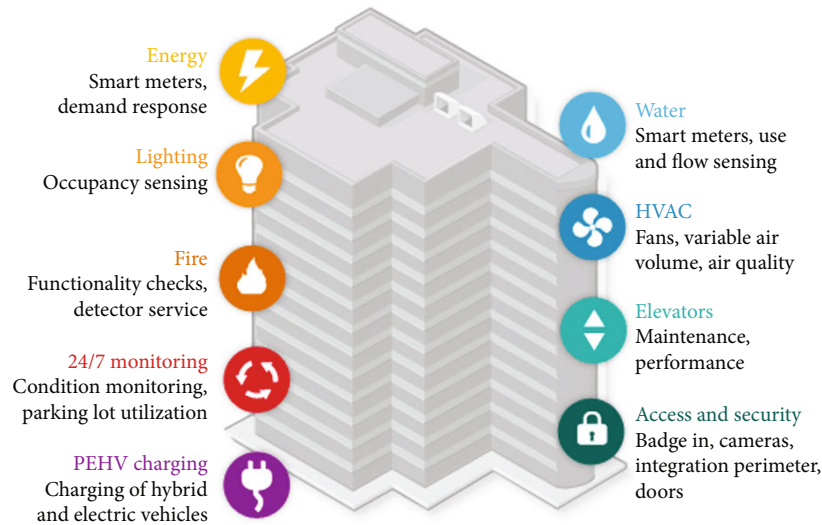 Energy
Smart meters,
demand response
Lighting
Occupancy sensing
Fire
Functionality checks,
detector service
24/7 monitoring
Condition monitoring,
parking lot utilization
PEHV charging
Charging of hybrid
and electric vehicles
Water
Smart meters, use
and flow sensing
HVAC
Fans, variable air
volume, air quality
Elevators
Maintenance,
performance
Access and security
Badge in, cameras,
integration perimeter,
doors